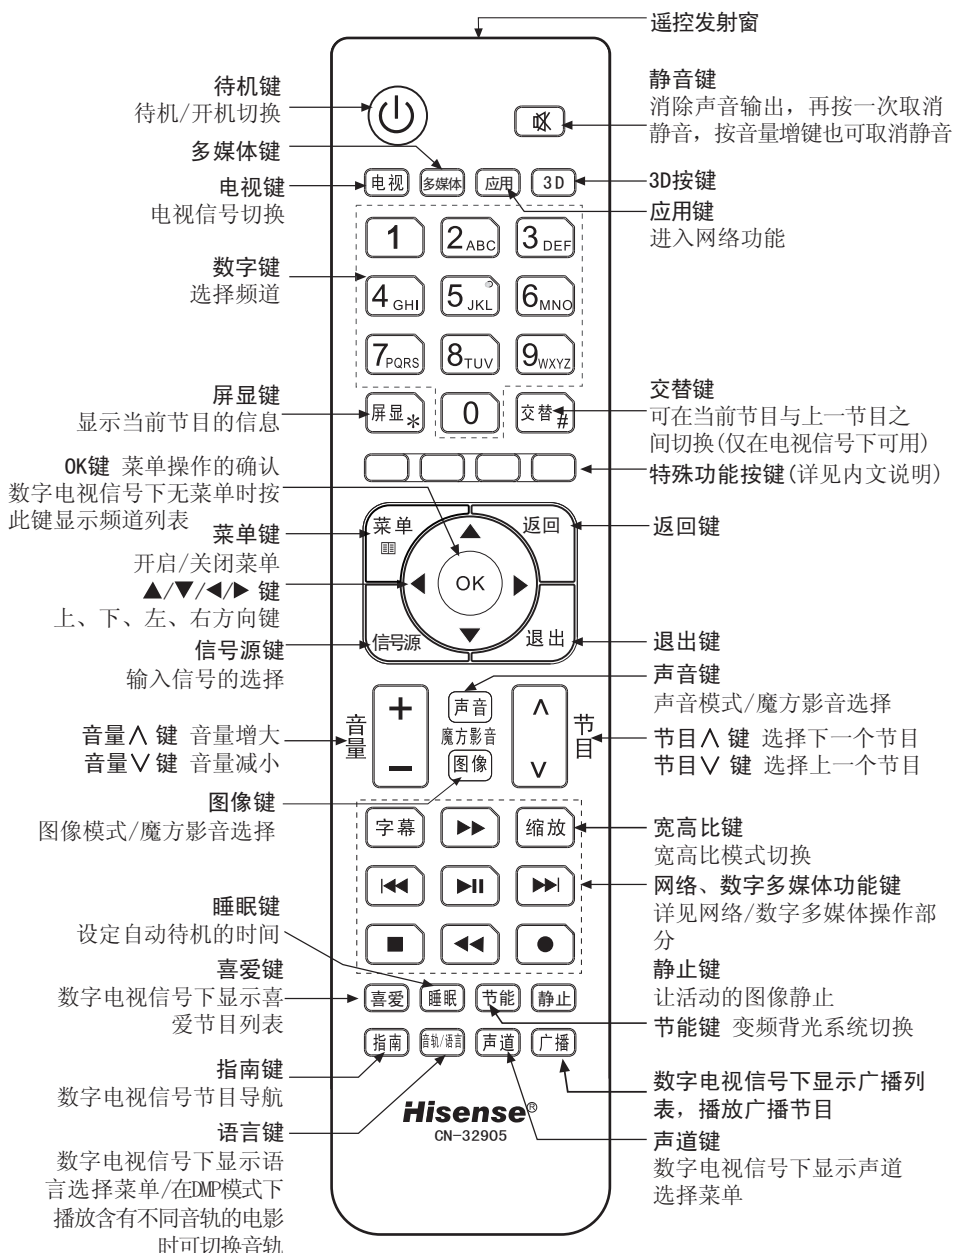 遥控发射窗
待机键
待机/开机切换
静音键
消除声音输出，再按一次取消
静音，按音量增键也可取消静音
多媒体键
电视键
电视信号切换
3D按键
应用键
进入网络功能
数字键
选择频道
屏显键
显示当前节目的信息
交替键
可在当前节目与上一节目之
间切换(仅在电视信号下可用)
OK键 菜单操作的确认
数字电视信号下无菜单时按
此键显示频道列表
特殊功能按键(详见内文说明)
菜单键
开启/关闭菜单
返回键
▲/▼/◀/▶ 键
上、下、左、右方向键
信号源键
输入信号的选择
退出键
声音键
声音模式/魔方影音选择
音量∧ 键 音量增大
音量∨ 键 音量减小
节目∧ 键 选择下一个节目
节目∨ 键 选择上一个节目
图像键
图像模式/魔方影音选择
宽高比键
宽高比模式切换
网络、数字多媒体功能键
详见网络/数字多媒体操作部
分
睡眠键
设定自动待机的时间
喜爱键
数字电视信号下显示喜
爱节目列表
静止键
让活动的图像静止
节能键 变频背光系统切换
指南键
数字电视信号节目导航
数字电视信号下显示广播列
表，播放广播节目
语言键
数字电视信号下显示语
言选择菜单/在DMP模式下
播放含有不同音轨的电影
时可切换音轨
声道键
数字电视信号下显示声道
选择菜单
电视 多媒体 应用 3D
1 2 ABC 3 DEF
4 GHI 5 JKL 6 MNO
7 PQRS 8 TUV 9 WXYZ
屏显 * 0 交替 #
菜单 返回
OK
信号源 退出
音量 + − 声音 魔方影音 图像 ∧ ∨ 节目
字幕 缩放
喜爱 睡眠 节能 静止
指南 音轨/语言 声道 广播
Hisense®
CN-32905